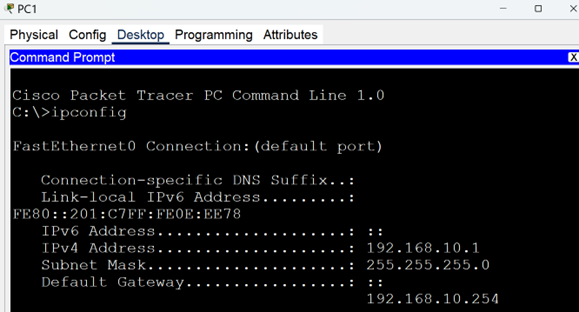 PC1
Physical Config Desktop Programming Attributes
Command Prompt X
Cisco Packet Tracer PC Command Line 1.0
C:\>ipconfig
FastEthernet0 Connection:(default port)
Connection-specific DNS Suffix..:
Link-local IPv6 Address.........:
FE80::201:C7FF:FE0E:EE78
IPv6 Address....................: ::
IPv4 Address....................: 192.168.10.1
Subnet Mask.....................: 255.255.255.0
Default Gateway.................: ::
192.168.10.254